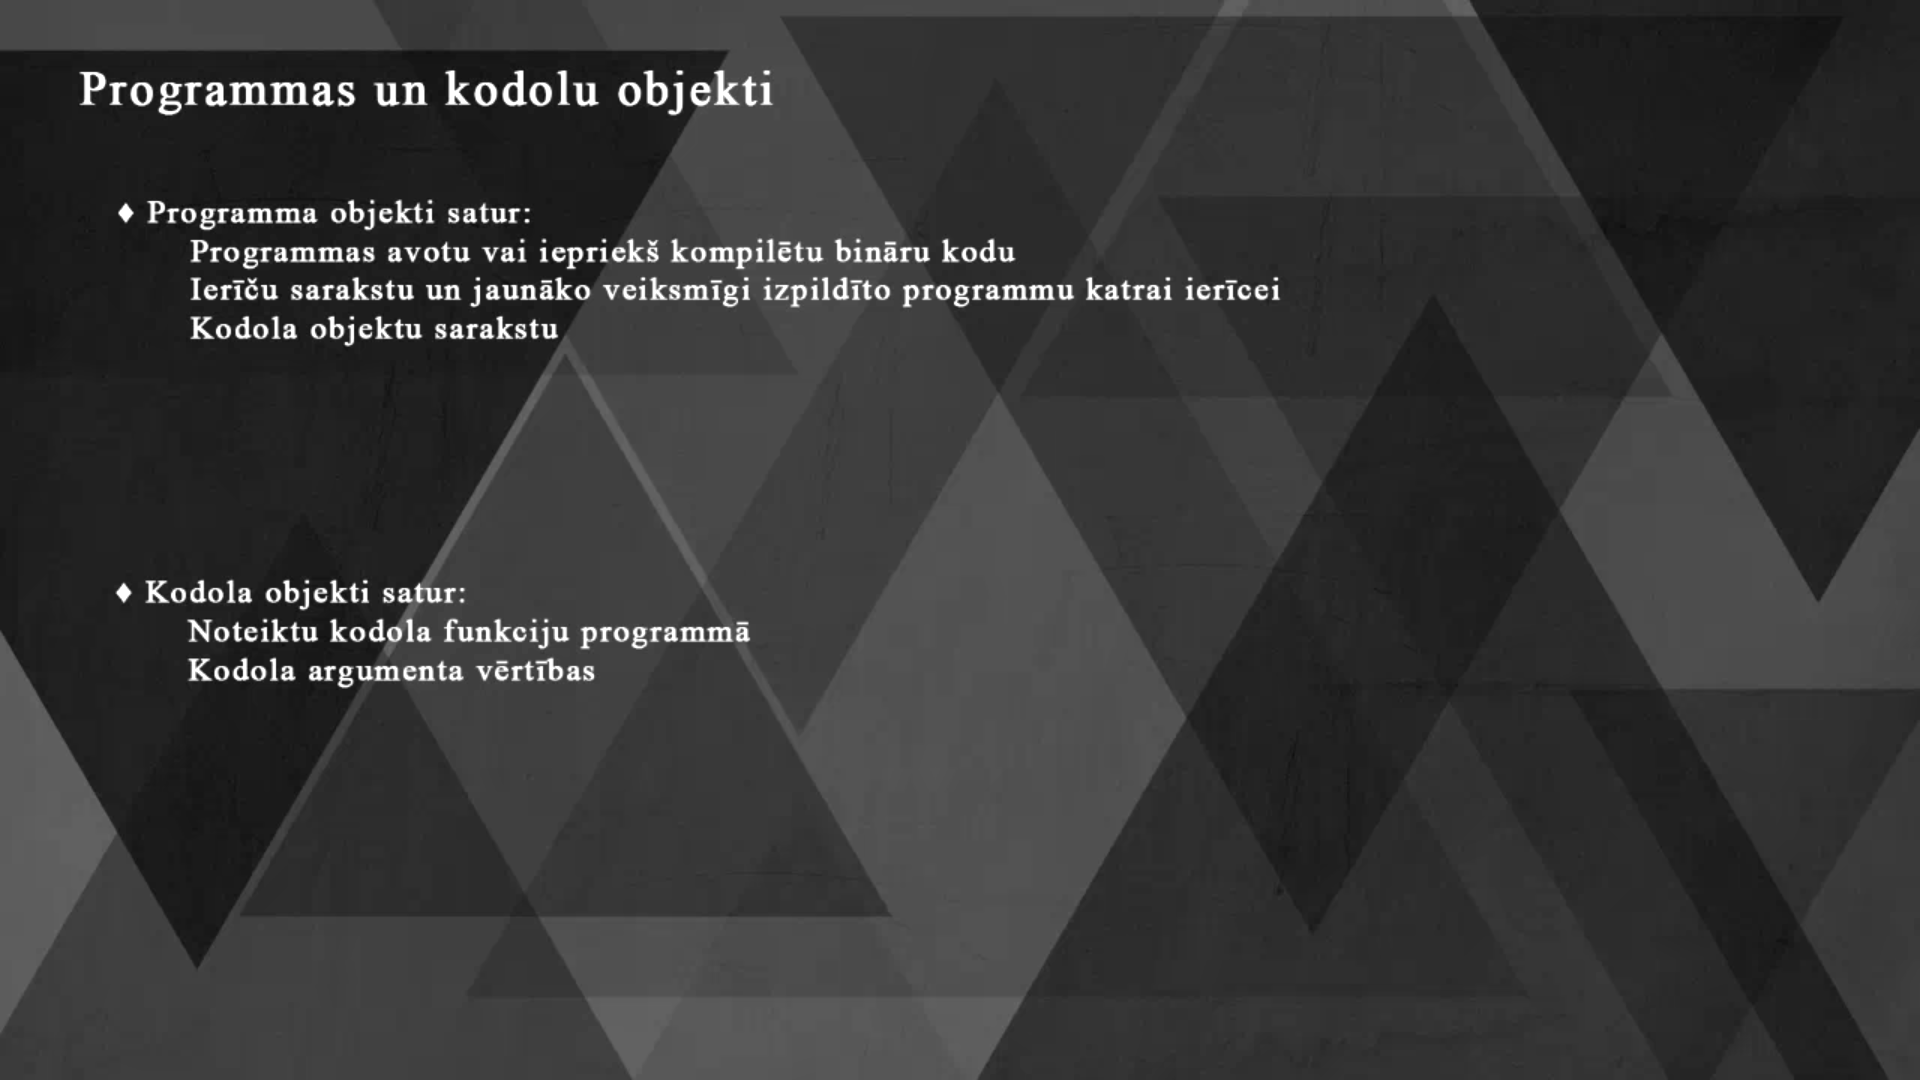 Programmas un kodolu objekti
♦ Programma objekti satur:
Programmas avotu vai iepriekš kompilētu bināru kodu
Ierīču sarakstu un jaunāko veiksmīgi izpildīto programmu katrai ierīcei
Kodola objektu sarakstu
♦ Kodola objekti satur:
Noteiktu kodola funkciju programmā
Kodola argumenta vērtības